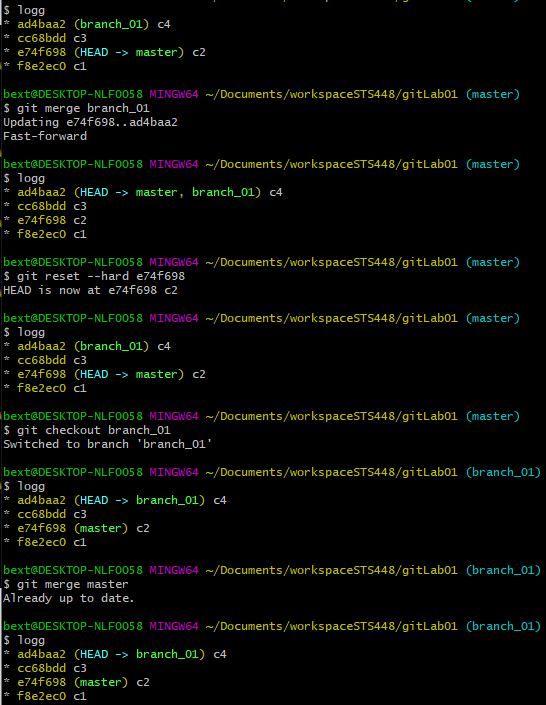 $ logg
* ad4baa2 (branch_01) c4
* cc68bdd c3
* e74f698 (HEAD -> master) c2
* f8e2ec0 c1
bext@DESKTOP-NLF0058 MINGW64 ~/Documents/workspaceSTS448/gitLab01 (master)
$ git merge branch_01
Updating e74f698..ad4baa2
Fast-forward
bext@DESKTOP-NLF0058 MINGW64 ~/Documents/workspaceSTS448/gitLab01 (master)
$ logg
* ad4baa2 (HEAD -> master, branch_01) c4
* cc68bdd c3
* e74f698 c2
* f8e2ec0 c1
bext@DESKTOP-NLF0058 MINGW64 ~/Documents/workspaceSTS448/gitLab01 (master)
$ git reset --hard e74f698
HEAD is now at e74f698 c2
bext@DESKTOP-NLF0058 MINGW64 ~/Documents/workspaceSTS448/gitLab01 (master)
$ logg
* ad4baa2 (branch_01) c4
* cc68bdd c3
* e74f698 (HEAD -> master) c2
* f8e2ec0 c1
bext@DESKTOP-NLF0058 MINGW64 ~/Documents/workspaceSTS448/gitLab01 (master)
$ git checkout branch_01
Switched to branch 'branch_01'
bext@DESKTOP-NLF0058 MINGW64 ~/Documents/workspaceSTS448/gitLab01 (branch_01)
$ logg
* ad4baa2 (HEAD -> branch_01) c4
* cc68bdd c3
* e74f698 (master) c2
* f8e2ec0 c1
bext@DESKTOP-NLF0058 MINGW64 ~/Documents/workspaceSTS448/gitLab01 (branch_01)
$ git merge master
Already up to date.
bext@DESKTOP-NLF0058 MINGW64 ~/Documents/workspaceSTS448/gitLab01 (branch_01)
$ logg
* ad4baa2 (HEAD -> branch_01) c4
* cc68bdd c3
* e74f698 (master) c2
* f8e2ec0 c1